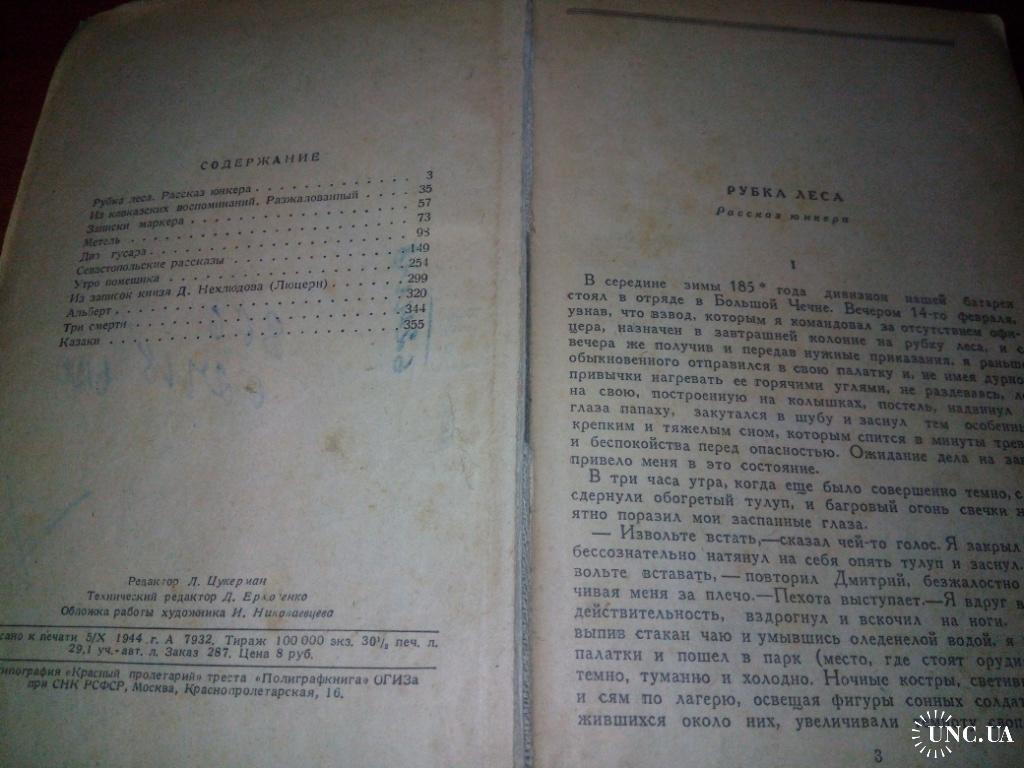 СОДЕРЖАНИЕ
Рубка леса. Рассказ юнкера . . . . . . . . . . . . 3
Из кавказских воспоминаний. Разжалованный . . . . 35
Записки маркера . . . . . . . . . . . . 57
Метель . . . . . . . . . . . . 73
Два гусара . . . . . . . . . . . . 98
Севастопольские рассказы . . . . . . . . . . . . 149
Утро помещика . . . . . . . . . . . . 254
Из записок князя Д. Нехлюдова (Люцерн) . . . . . . 299
Альберт . . . . . . . . . . . . 320
Три смерти . . . . . . . . . . . . 344
Казаки . . . . . . . . . . . . 355
Редактор Л. Цукерман
Технический редактор Д.
Обложка работы художника И. Николаевцева
сано к печати 5/X 1944 г. А 7932. Тираж 100 000 экз. 30½ печ. л.
29,1 уч.-авт. л. Заказ 287. Цена 8 руб.
ипография «Красный пролетарий» треста «Полиграфкнига» ОГИЗа
при СНК РСФСР, Москва, Краснопролетарская, 16.
РУБКА ЛЕСА
Рассказ юнкера
I
В середине зимы 185* года дивизион нашей батареи
стоял в отряде в Большой Чечне. Вечером 14-го февраля,
узнав, что взвод, которым я командовал за отсутствием офи-
цера, назначен в завтрашней колонне на рубку леса, и с
вечера же получив и передав нужные приказания, я раньше
обыкновенного отправился в свою палатку и, не имея дурно
привычки нагревать ее горячими углями, не раздеваясь, ле
на свою, построенную на колышках, постель, надвинул
глаза папаху, закутался в шубу и заснул тем особенны
крепким и тяжелым сном, которым спится в минуты трев
и беспокойства перед опасностью. Ожидание дела на зав
привело меня в это состояние.
В три часа утра, когда еще было совершенно темно, с
сдернули обогретый тулуп, и багровый огонь свечки н
ятно поразил мои заспанные глаза.
— Извольте встать,—сказал чей-то голос. Я закрыл
бессознательно натянул на себя опять тулуп и заснул.
вольте вставать,—повторил Дмитрий, безжалостно
чивая меня за плечо.—Пехота выступает.—Я вдруг в
действительность, вздрогнул и вскочил на ноги.
выпив стакан чаю и умывшись оледенелой водой, я
палатки и пошел в парк (место, где стоят оруди
темно, туманно и холодно. Ночные костры, светивш
и сям по лагерю, освещая фигуры сонных солдат
жившихся около них, увеличивали
3
UNC.UA